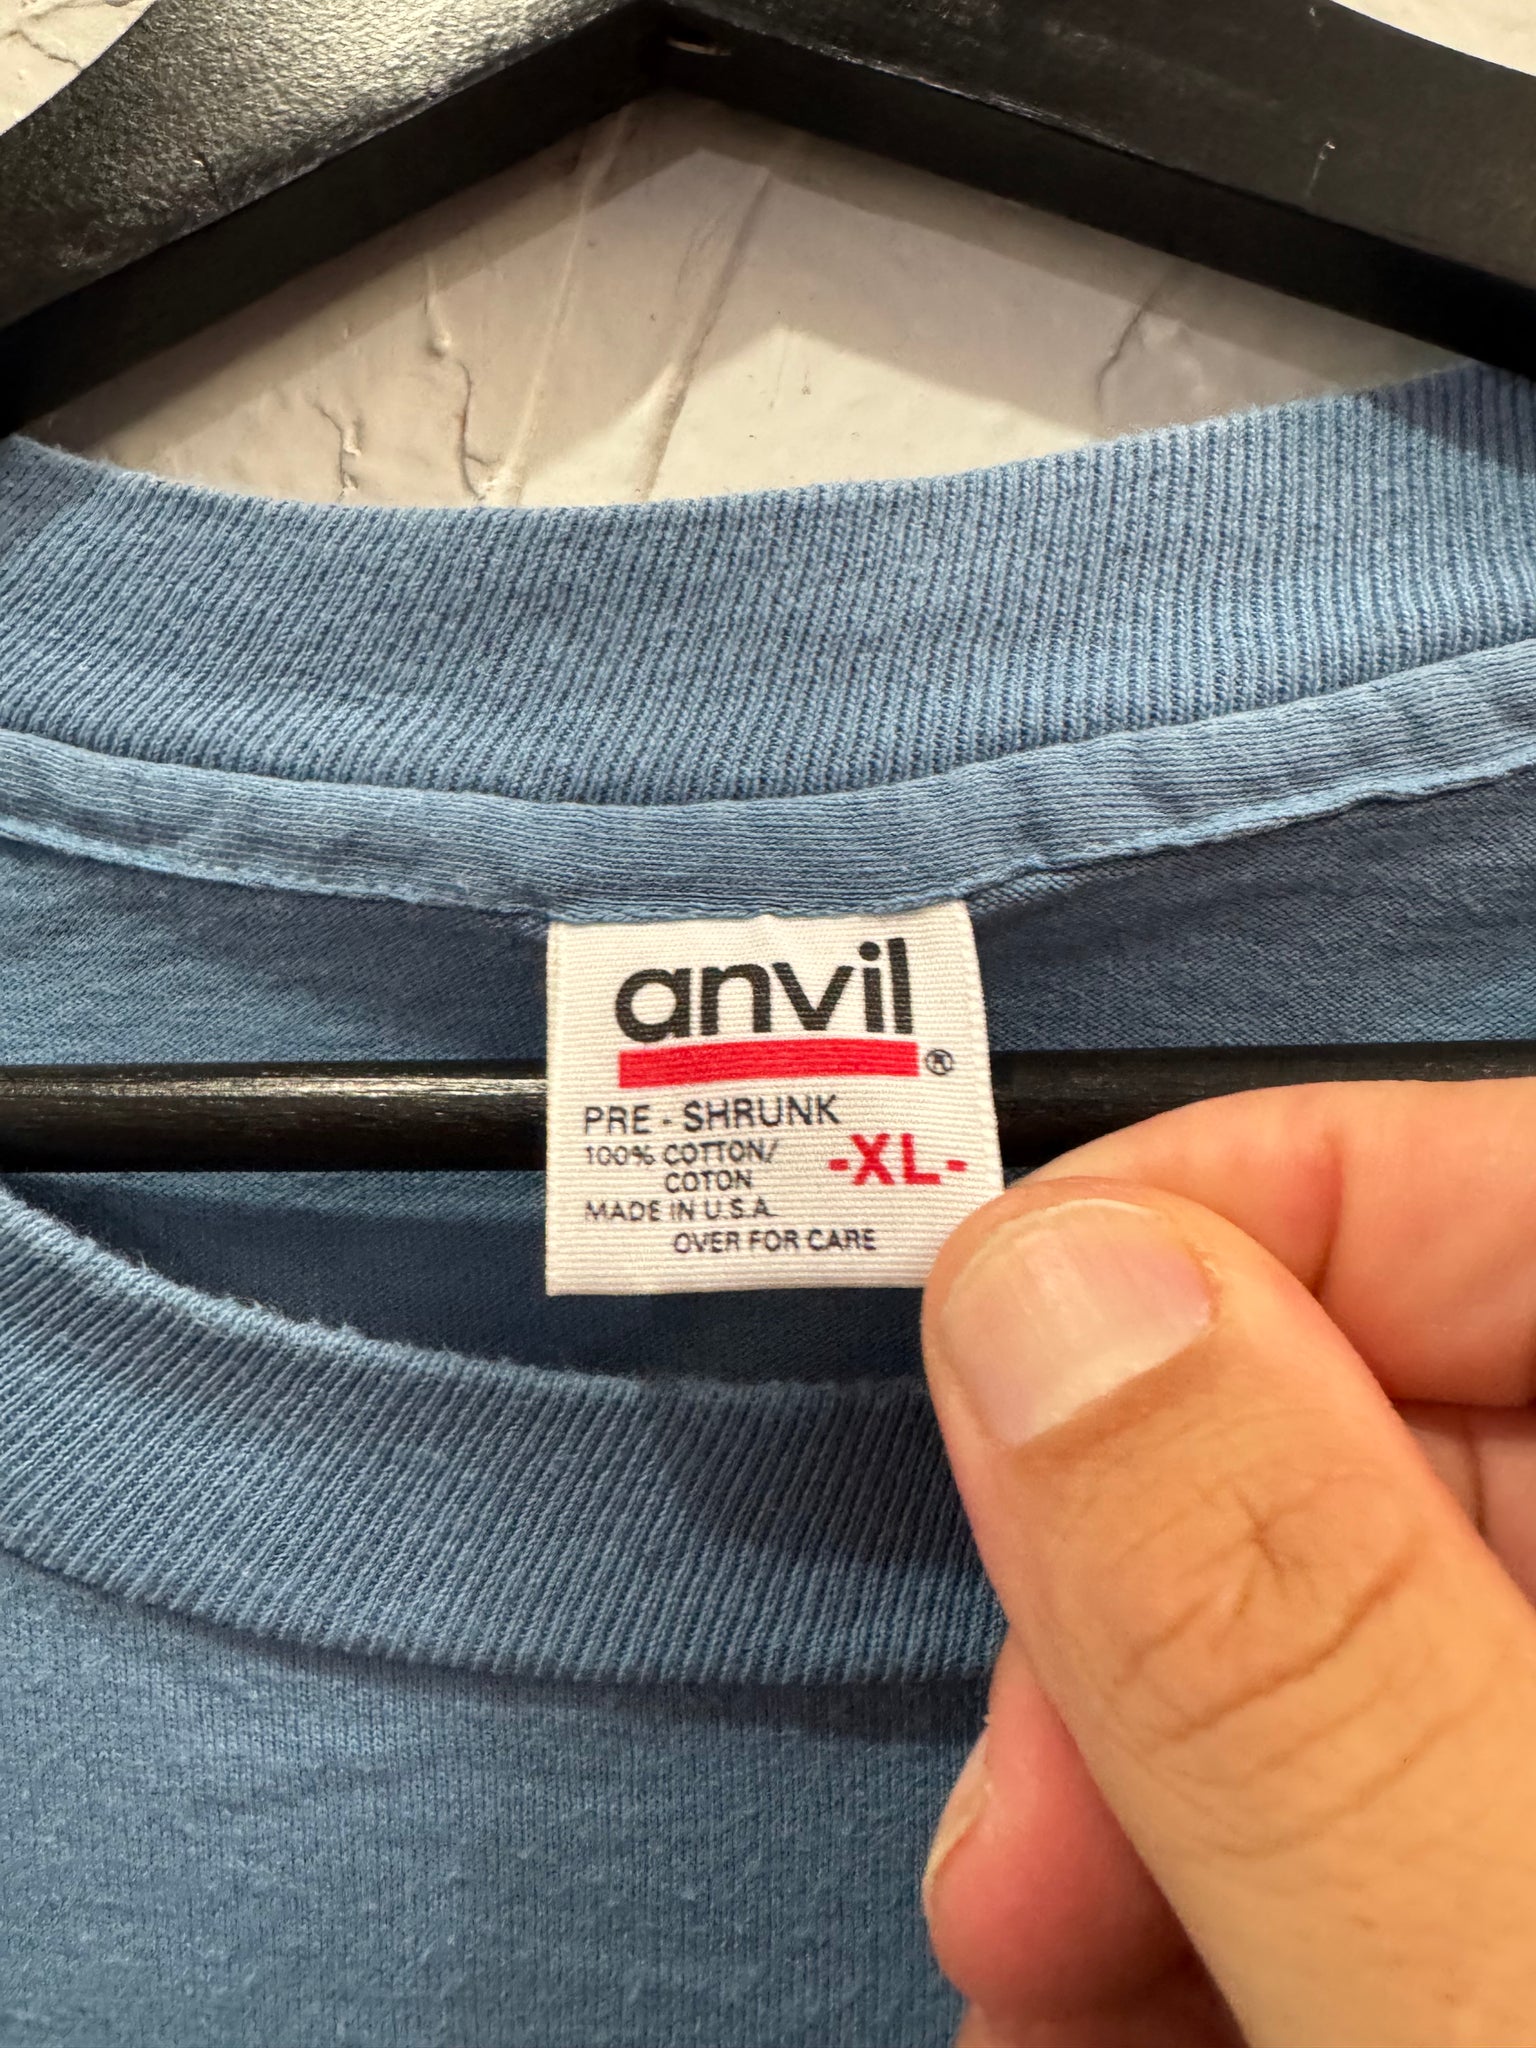 anvil
®
PRE - SHRUNK
100% COTTON/
COTON
-XL-
MADE IN U.S.A.
OVER FOR CARE